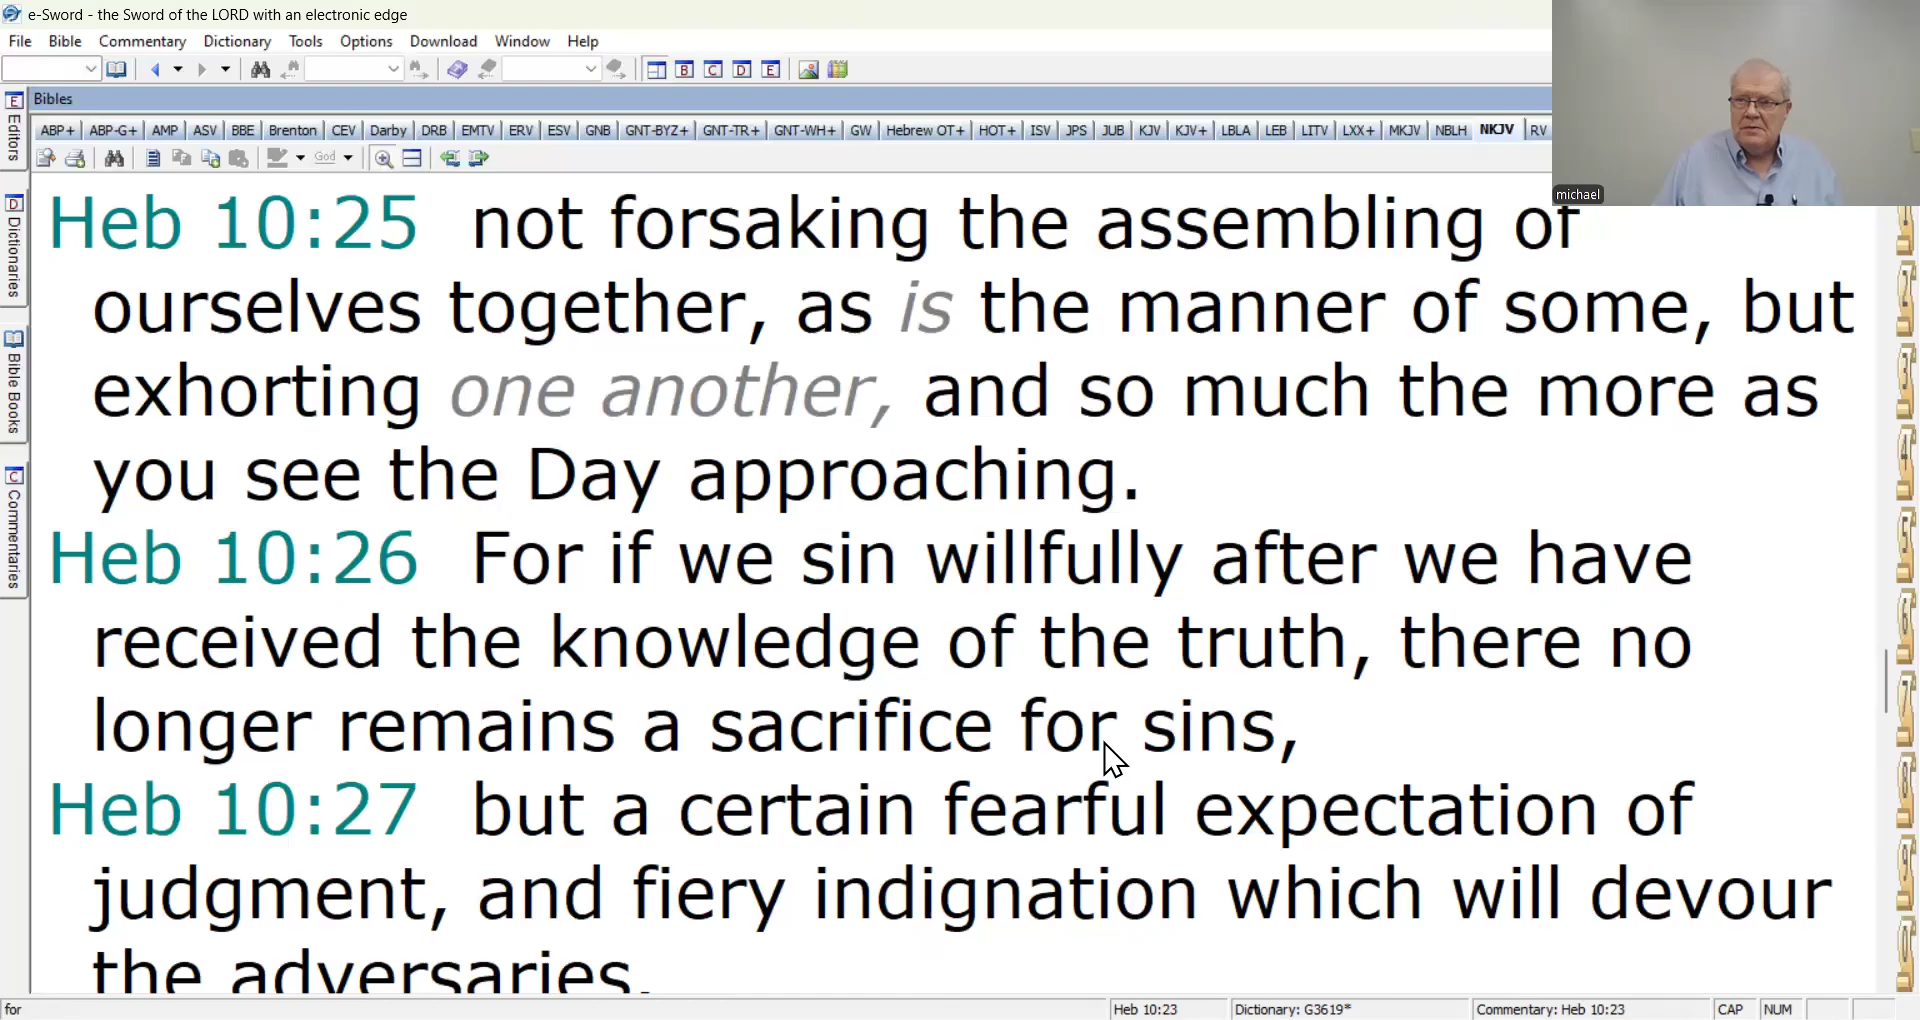 e-Sword - the Sword of the LORD with an electronic edge
File Bible Commentary Dictionary Tools Options Download Window Help
B C D E
E Editors
D Dictionaries
Bible Books
C Commentaries
Bibles
ABP+ ABP-G+ AMP ASV BBE Brenton CEV Darby DRB EMTV ERV ESV GNB GNT-BYZ+ GNT-TR+ GNT-WH+ GW Hebrew OT+ HOT+ ISV JPS JUB KJV KJV+ LBLA LEB LITV LXX+ MKJV NBLH NKJV RV
God
michael
Heb 10:25 not forsaking the assembling of
ourselves together, as is the manner of some, but
exhorting one another, and so much the more as
you see the Day approaching.
Heb 10:26 For if we sin willfully after we have
received the knowledge of the truth, there no
longer remains a sacrifice for sins,
Heb 10:27 but a certain fearful expectation of
judgment, and fiery indignation which will devour
the adversaries.
for Heb 10:23 Dictionary: G3619* Commentary: Heb 10:23 CAP NUM